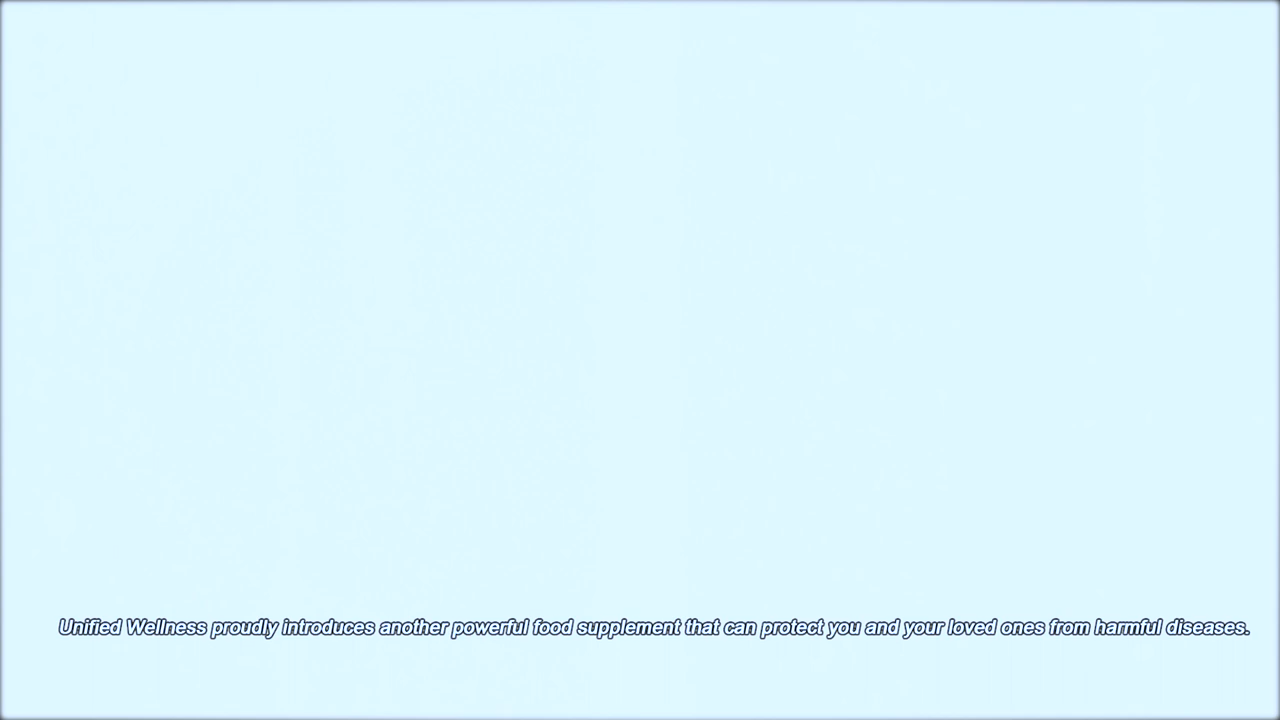 Unified Wellness proudly introduces another powerful food supplement that can protect you and your loved ones from harmful diseases.